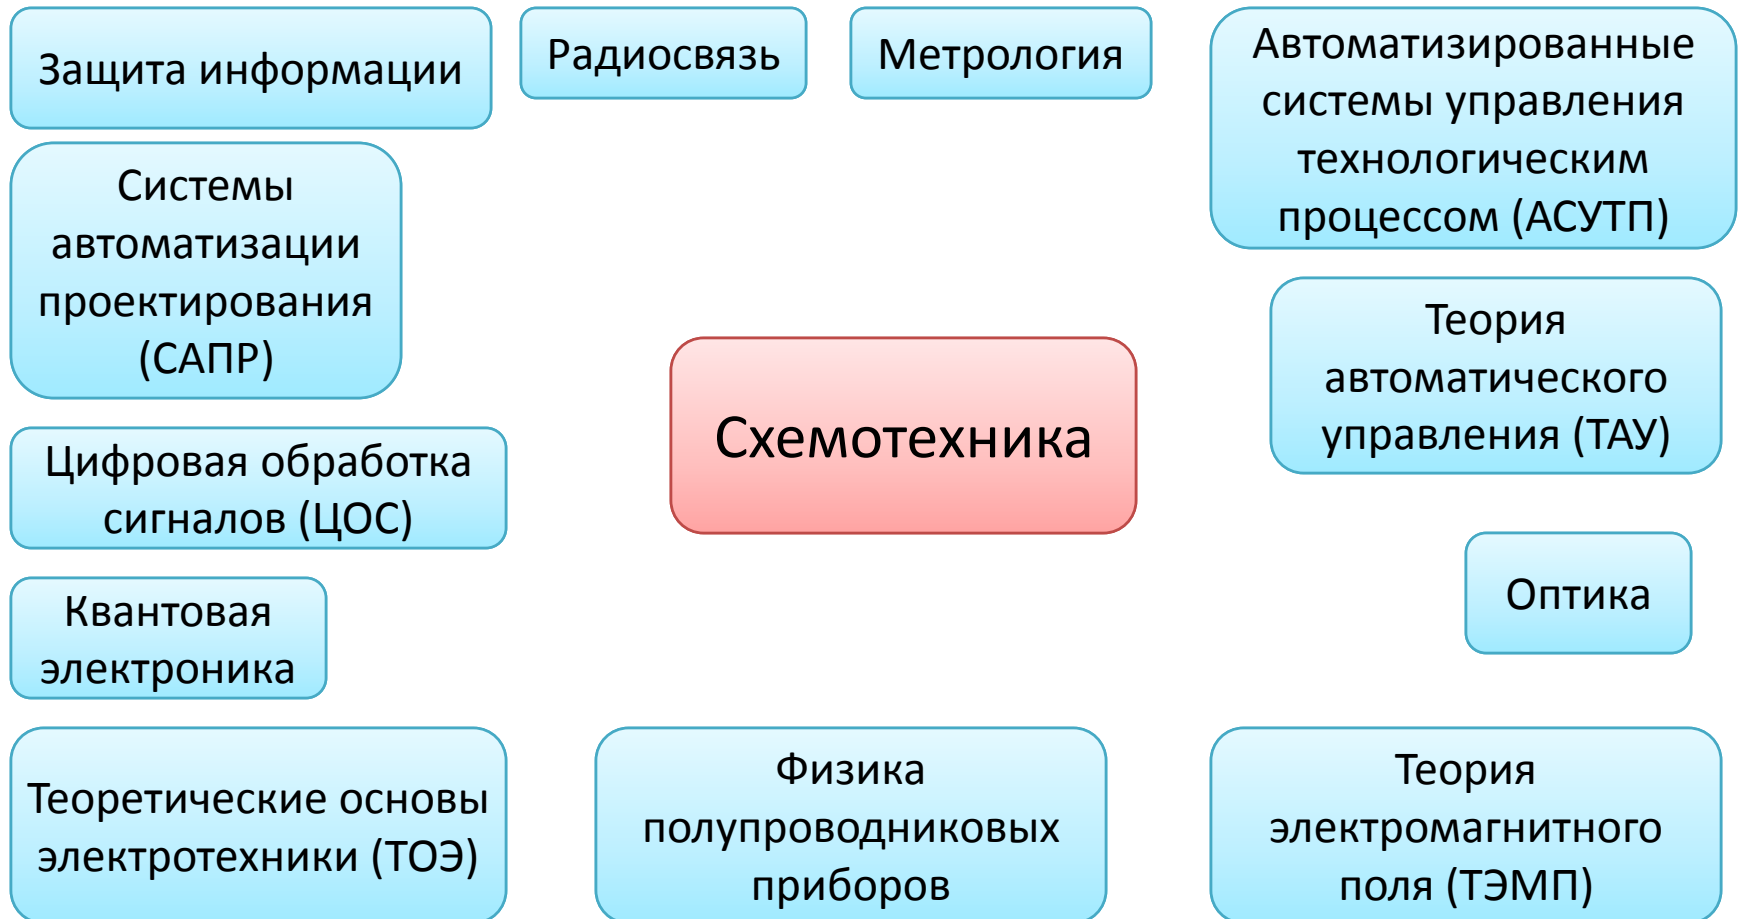 Защита информации
Радиосвязь
Метрология
Автоматизированные
системы управления
технологическим
процессом (АСУТП)
Системы
автоматизации
проектирования
(САПР)
Теория
автоматического
управления (ТАУ)
Схемотехника
Цифровая обработка
сигналов (ЦОС)
Оптика
Квантовая
электроника
Теоретические основы
электротехники (ТОЭ)
Физика
полупроводниковых
приборов
Теория
электромагнитного
поля (ТЭМП)